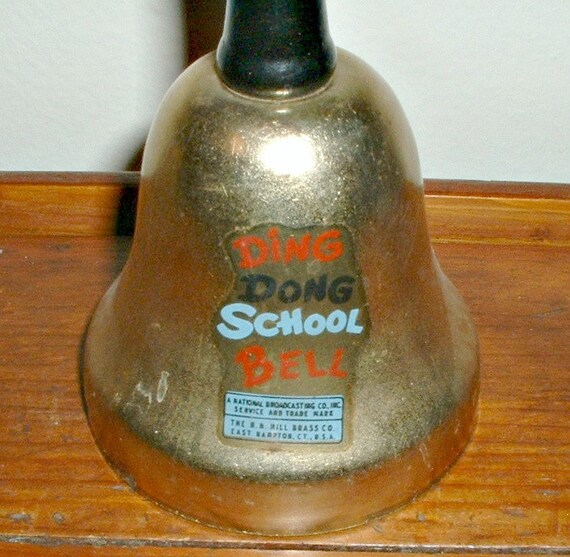 Ding
Dong
School
Bell
A NATIONAL BROADCASTING CO., INC.
SERVICE AND TRADE MARK
THE N.N. HILL BRASS CO.
EAST HAMPTON, CT., U.S.A.